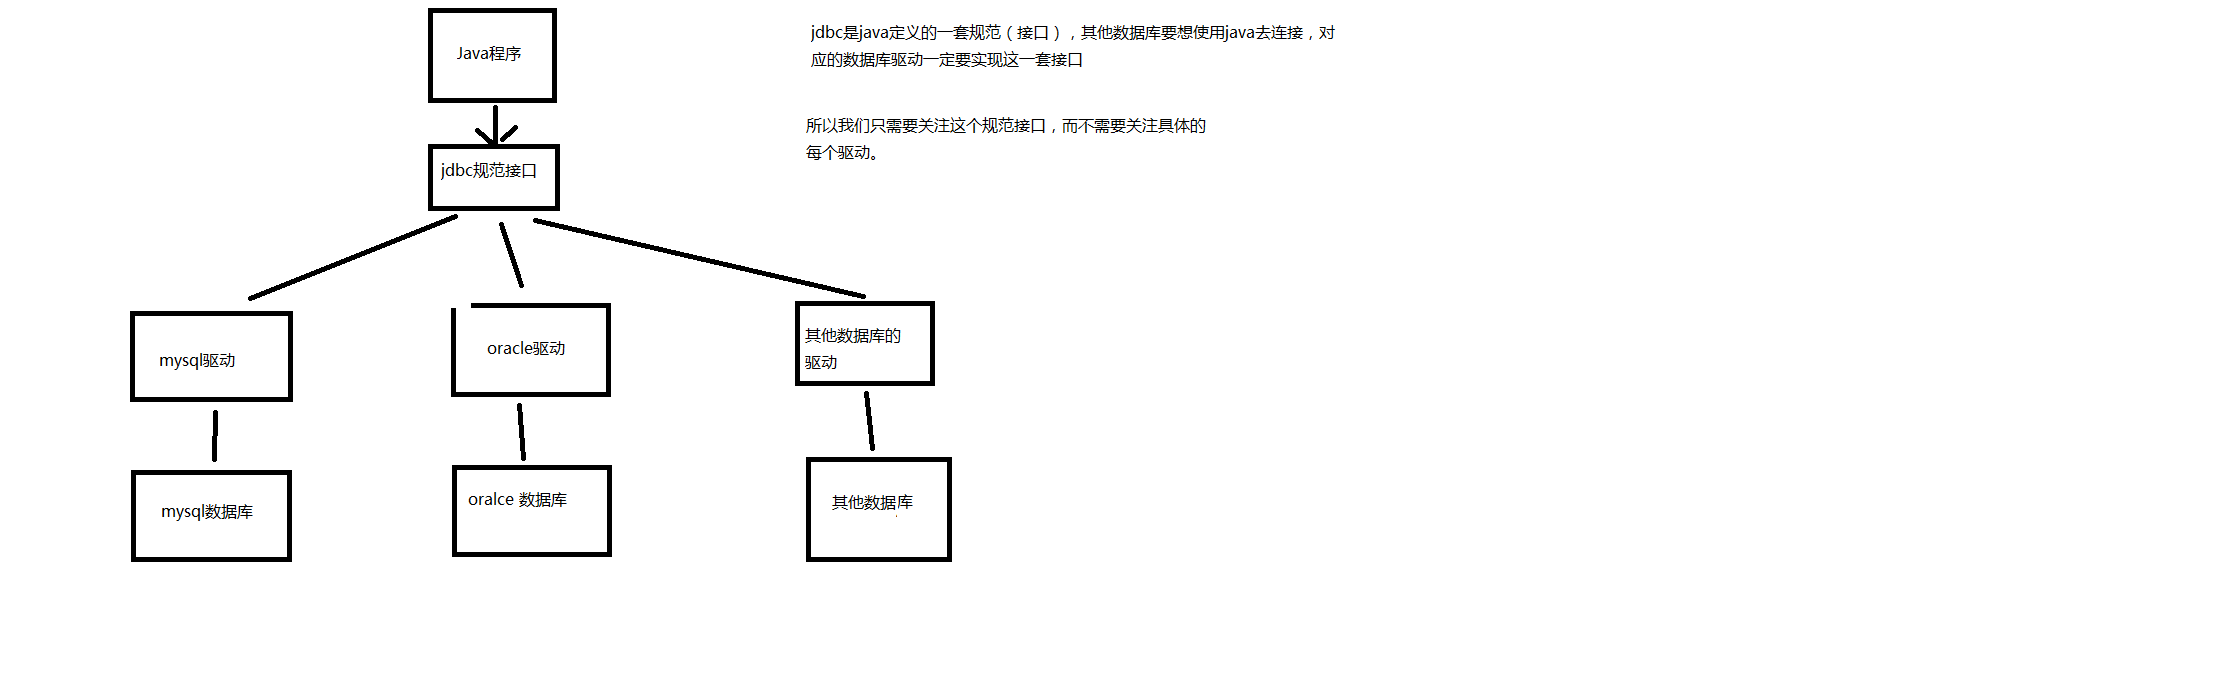 Java程序
jdbc是java定义的一套规范（接口），其他数据库要想使用java去连接，对
应的数据库驱动一定要实现这一套接口
所以我们只需要关注这个规范接口，而不需要关注具体的
每个驱动。
jdbc规范接口
mysql驱动
oracle驱动
其他数据库的
驱动
mysql数据库
oralce 数据库
其他数据库